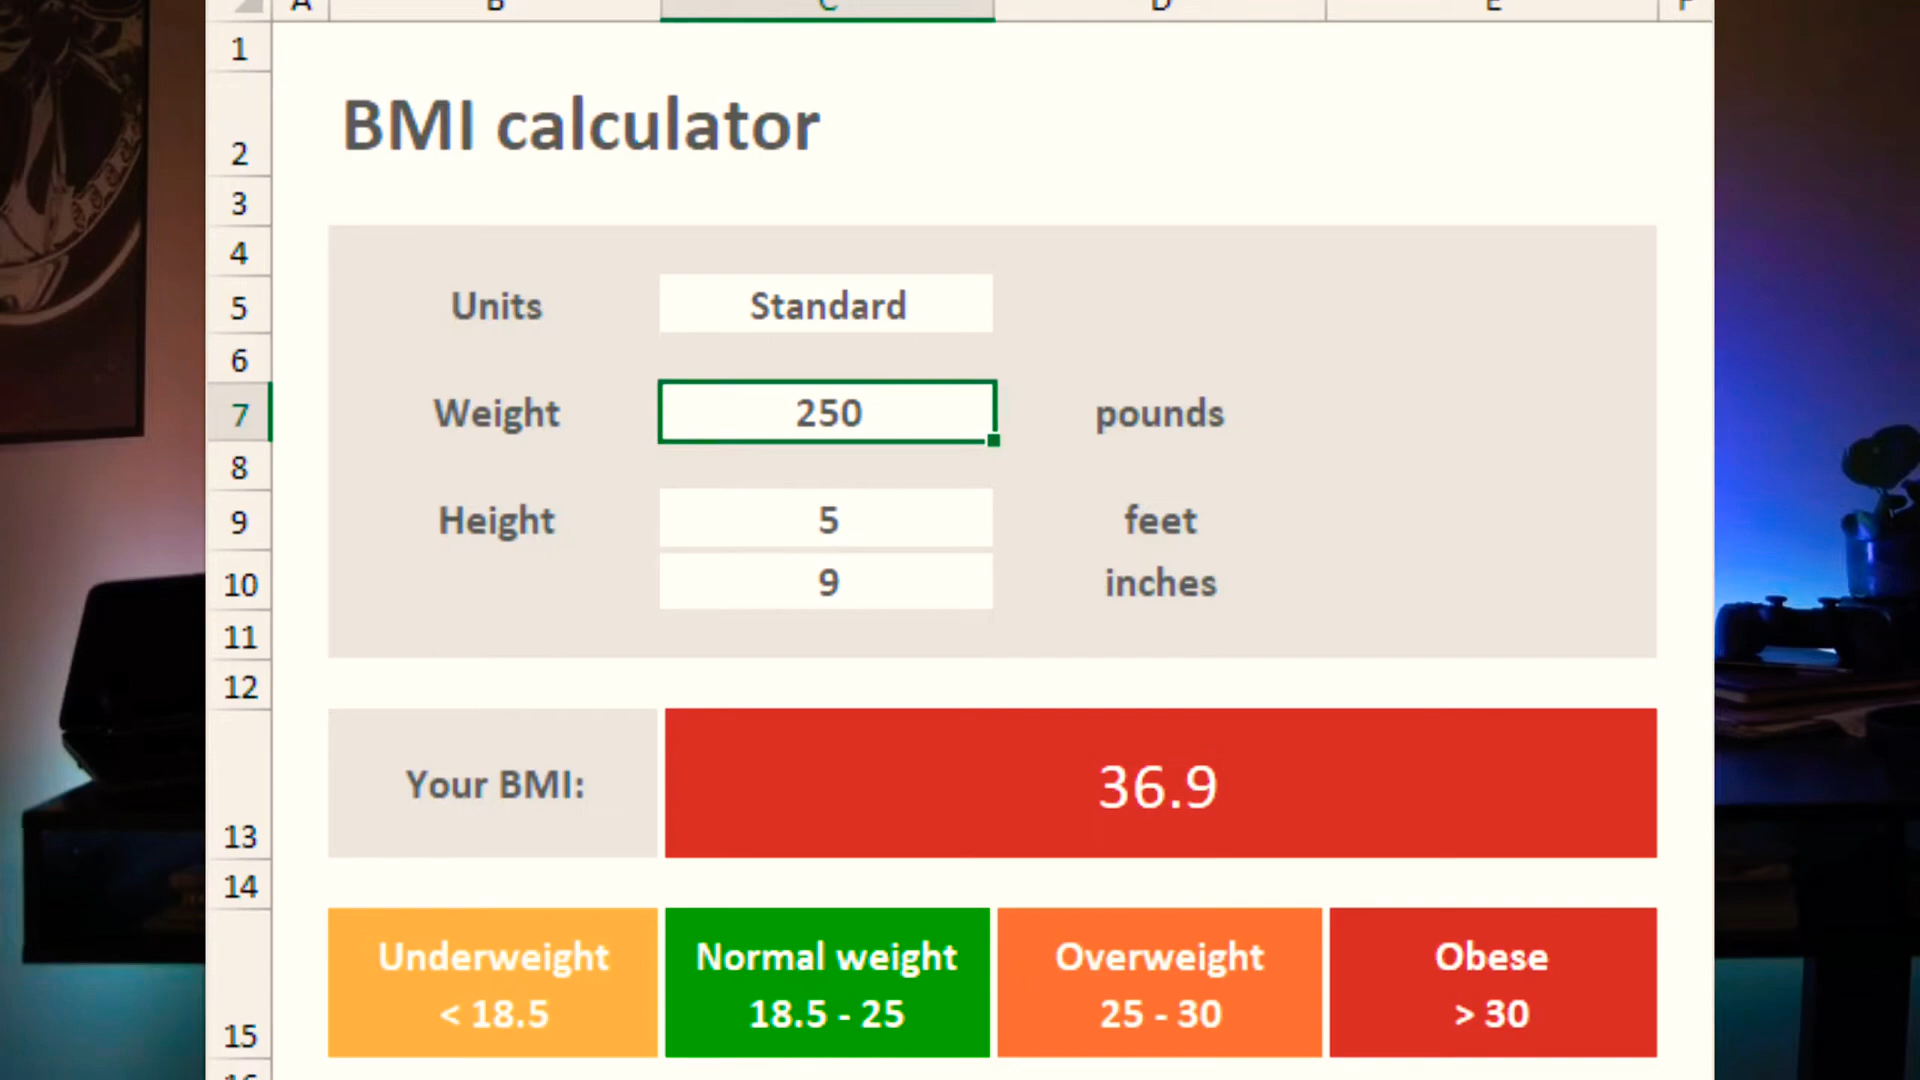 A B C D E F
1
BMI calculator
2
3
4
5 Units Standard
6
7 Weight 250 pounds
8
9 Height 5 feet
10 9 inches
11
12
Your BMI: 36.9
13
14
Underweight Normal weight Overweight Obese
< 18.5 18.5 - 25 25 - 30 > 30
15
16